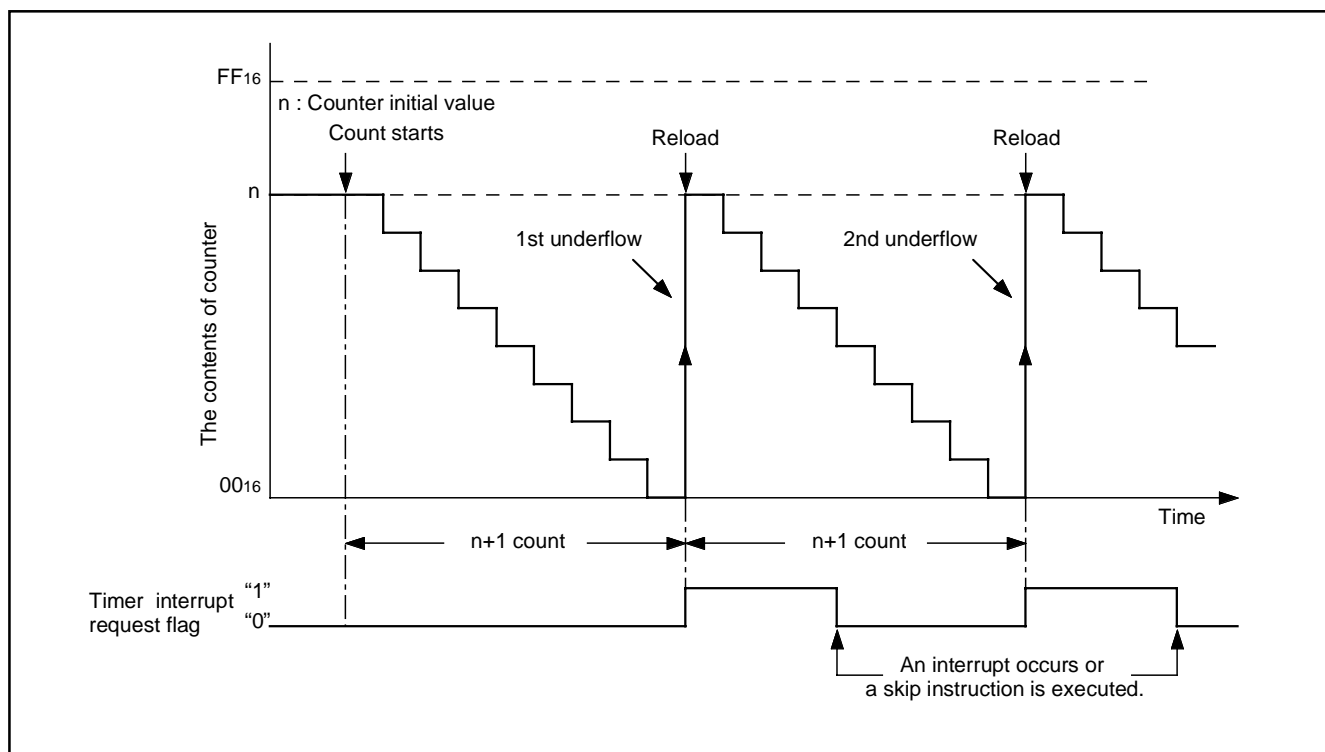 FF16
n : Counter initial value
Count starts
Reload
Reload
n
1st underflow
2nd underflow
The contents of counter
0016
Time
n+1 count
n+1 count
Timer interrupt
request flag
“1”
“0”
An interrupt occurs or
a skip instruction is executed.